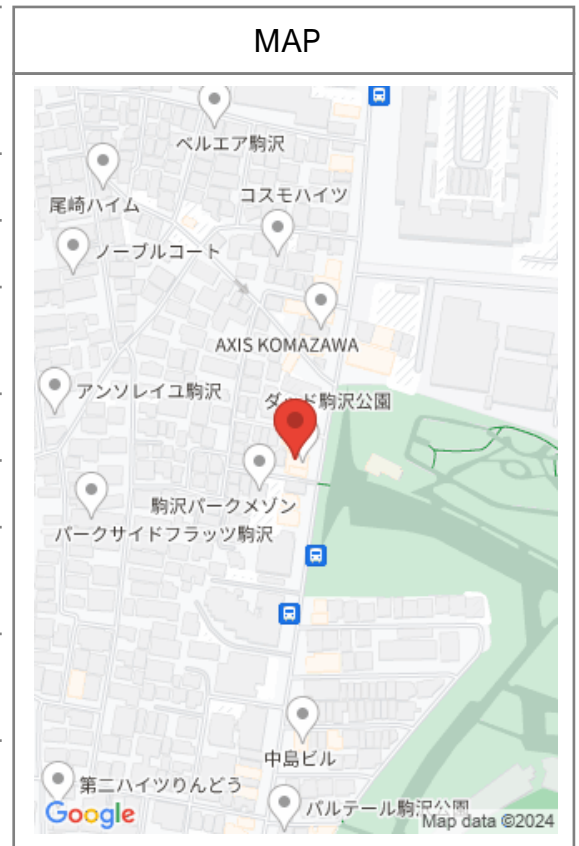 MAP
ベルエア駒沢
コスモハイツ
尾崎ハイム
ノーブルコート
AXIS KOMAZAWA
アンソレイユ駒沢
駒沢公園
駒沢パークメゾン
パークサイドフラッツ駒沢
中島ビル
第二ハイツりんどう
パルテール駒沢公園
Google
Map data ©2024